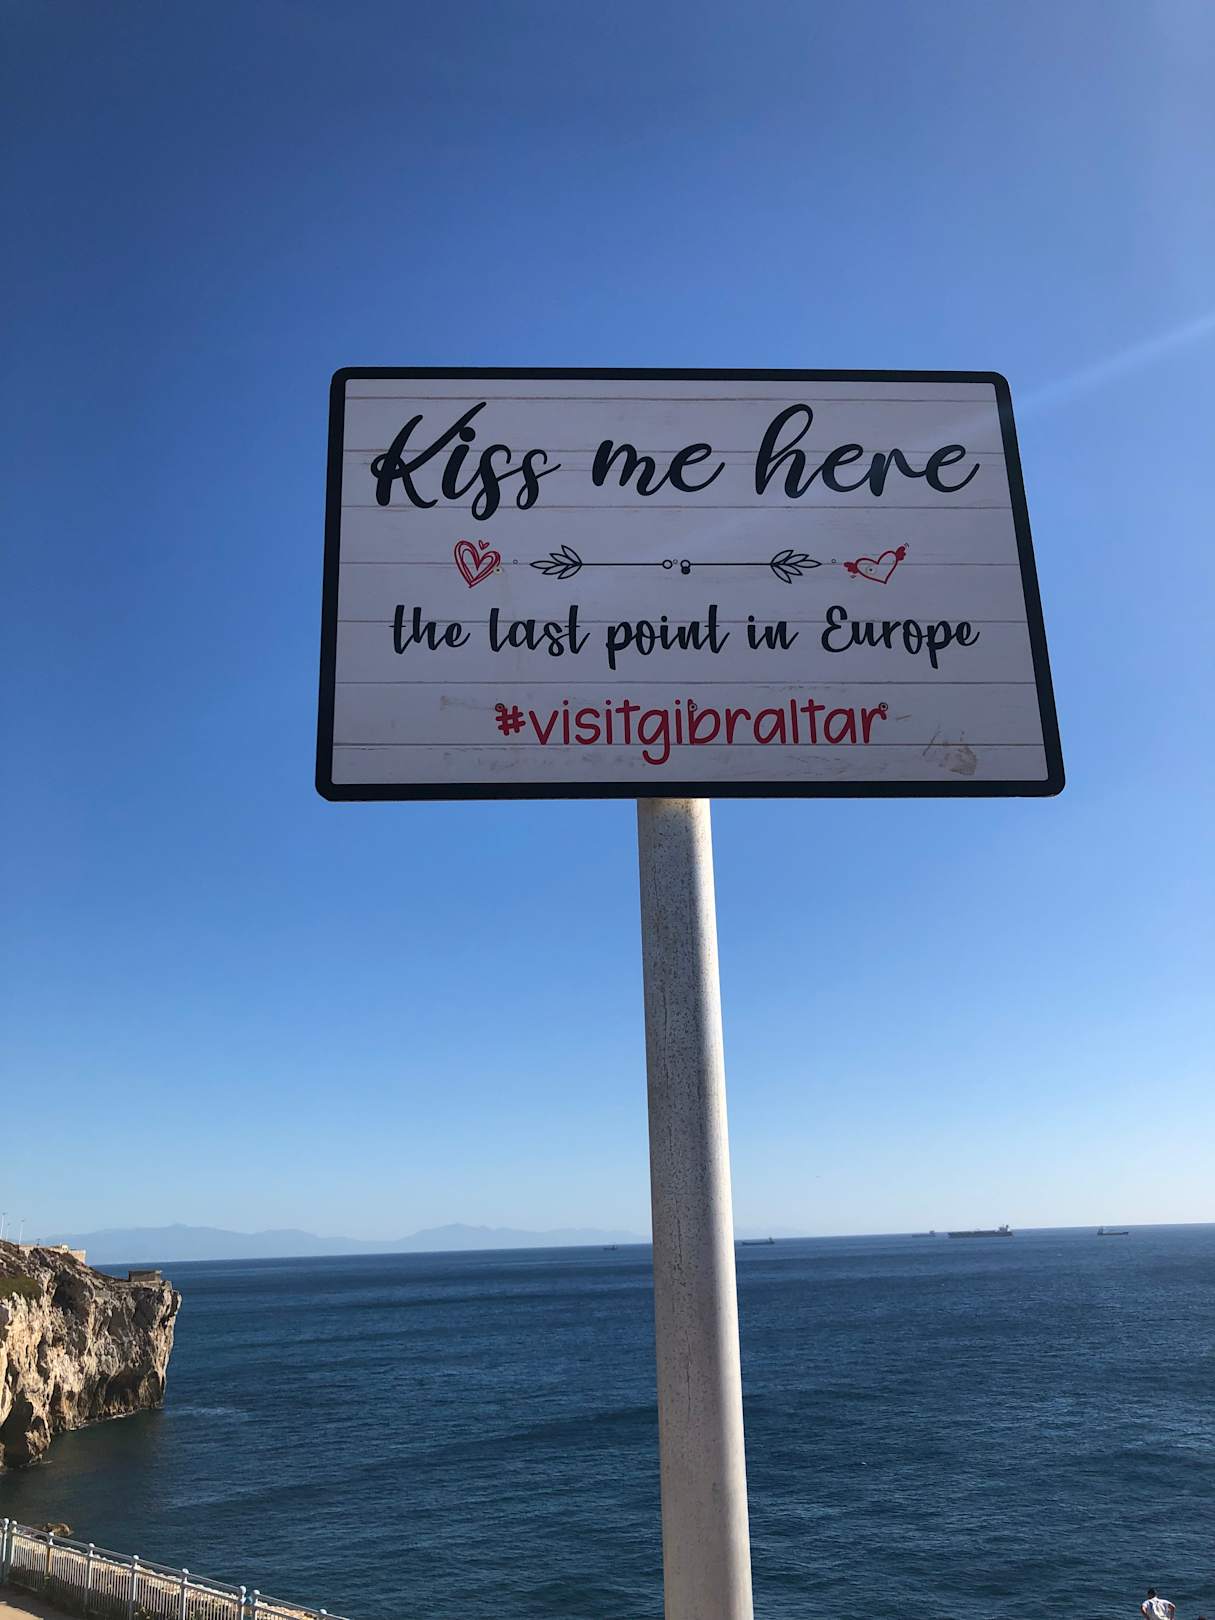 Kiss me here
the last point in Europe
#visitgibraltar